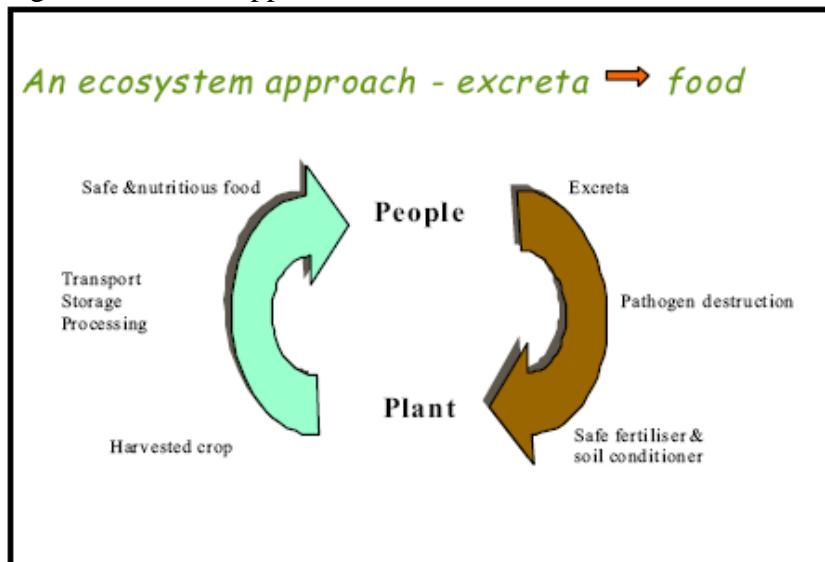 An ecosystem approach - excreta food
Safe &nutritious food
People
Excreta
Transport
Storage
Processing
Pathogen destruction
Plant
Harvested crop
Safe fertiliser &
soil conditioner